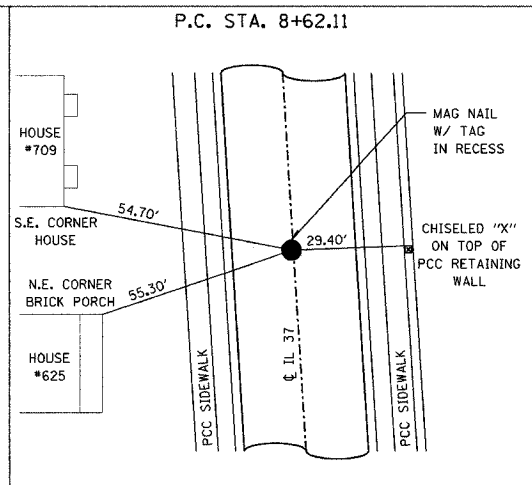 P.C. STA. 8+62.11
MAG NAIL
W/ TAG
IN RECESS
HOUSE
#709
54.70'
29.40'
S.E. CORNER
HOUSE
CHISELED "X"
ON TOP OF
PCC RETAINING
WALL
N.E. CORNER
BRICK PORCH
55.30'
HOUSE
#625
PCC SIDEWALK
℄ IL 37
PCC SIDEWALK